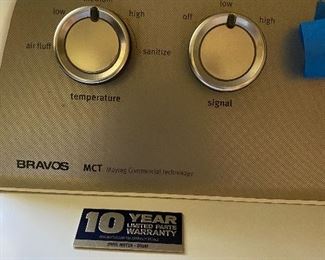 medium
low
high
air fluff
sanitize
temperature
low
off
high
signal
BRAVOS MCT Maytag Commercial Technology
10 YEAR
LIMITED PARTS
WARRANTY